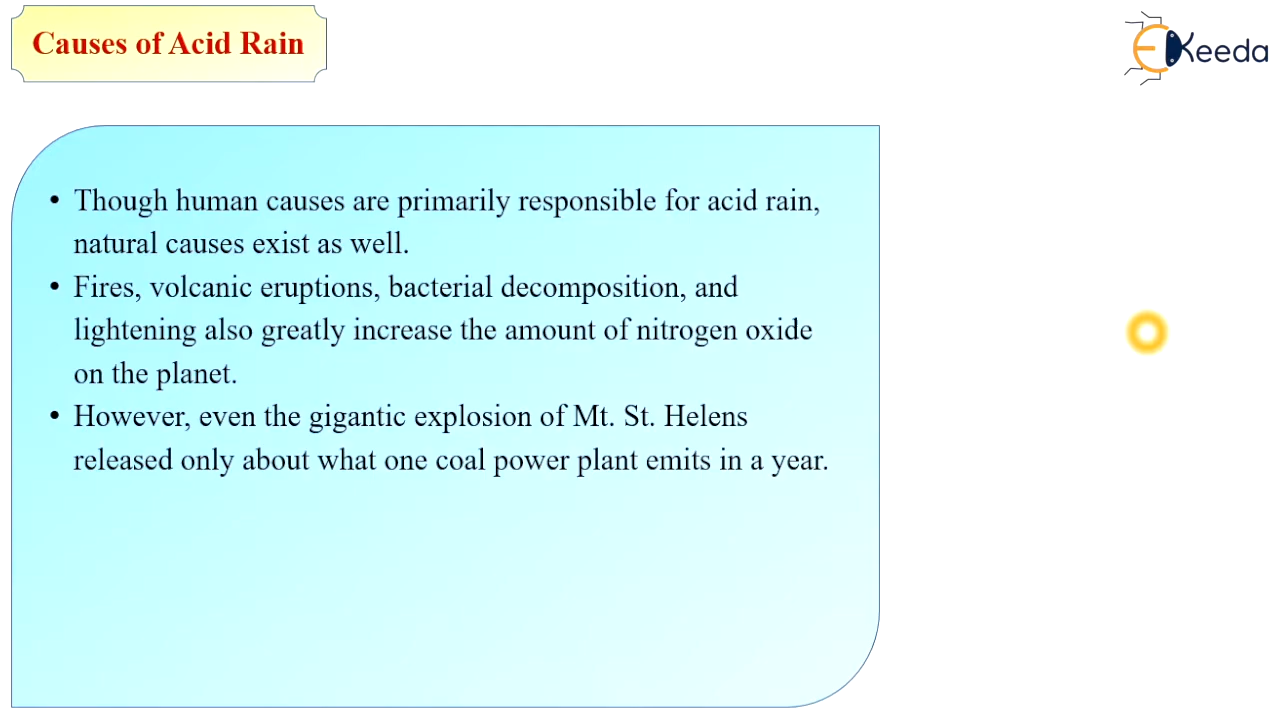 Causes of Acid Rain
EKeeda
• Though human causes are primarily responsible for acid rain,
natural causes exist as well.
• Fires, volcanic eruptions, bacterial decomposition, and
lightening also greatly increase the amount of nitrogen oxide
on the planet.
• However, even the gigantic explosion of Mt. St. Helens
released only about what one coal power plant emits in a year.